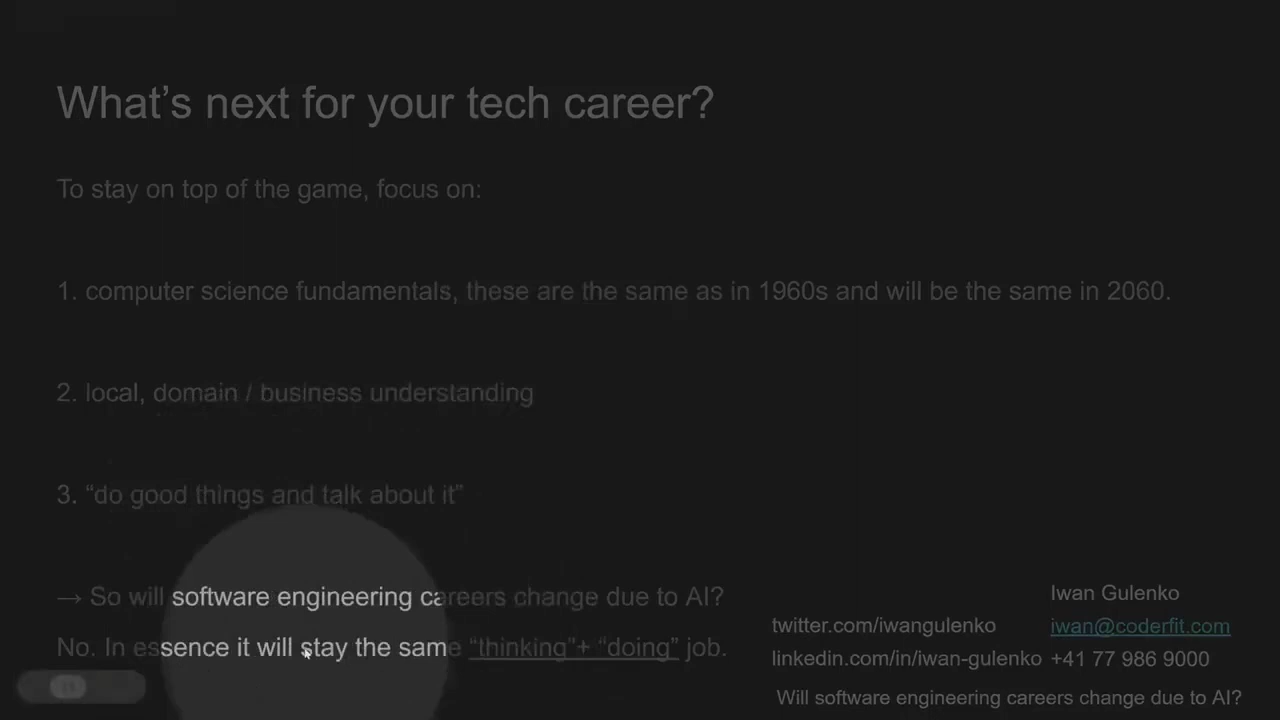 What’s next for your tech career?
To stay on top of the game, focus on:
1. computer science fundamentals, these are the same as in 1960s and will be the same in 2060.
2. local, domain / business understanding
3. “do good things and talk about it”
→ So will software engineering careers change due to AI?
No. In essence it will stay the same “thinking”+ “doing” job.
Iwan Gulenko
twitter.com/iwangulenko iwan@coderfit.com
linkedin.com/in/iwan-gulenko +41 77 986 9000
Will software engineering careers change due to AI?